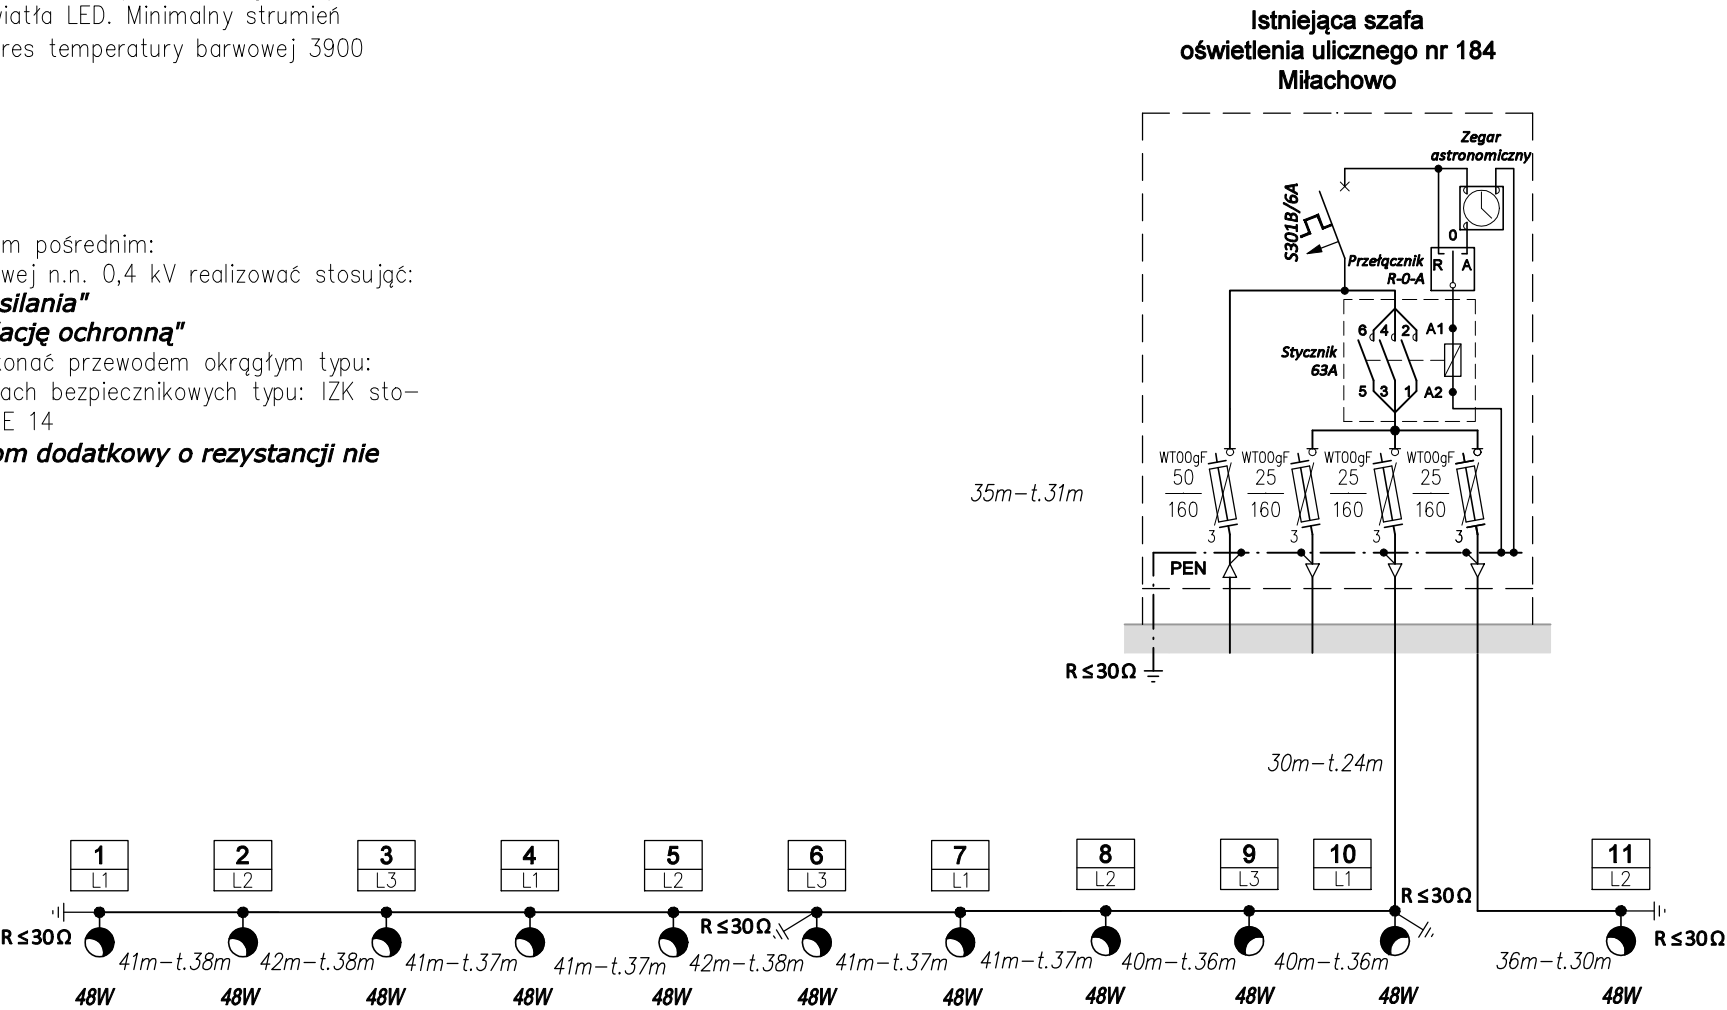 wiatła LED. Minimalny strumień
res temperatury barwowej 3900
m pośrednim:
wej n.n. 0,4 kV realizować stosująć:
silania"
ację ochronną"
konać przewodem okrągłym typu:
ach bezpiecznikowych typu: IZK sto-
E 14
om dodatkowy o rezystancji nie
Istniejąca szafa
oświetlenia ulicznego nr 184
Miłachowo
Zegar
astronomiczny
S301B/6A
0
Przełącznik
R-0-A
R A
6 4 2 A1
Stycznik
63A
5 3 1 A2
WT00gF WT00gF WT00gF WT00gF
50 25 25 25
160 160 160 160
3 3 3 3
35m-t.31m
PEN
R≤30Ω
30m-t.24m
1 2 3 4 5 6 7 8 9 10 11
L1 L2 L3 L1 L2 L3 L1 L2 L3 L1 L2
R≤30Ω R≤30Ω R≤30Ω R≤30Ω
41m-t.38m 42m-t.38m 41m-t.37m 41m-t.37m 42m-t.38m 41m-t.37m 41m-t.37m 40m-t.36m 40m-t.36m 36m-t.30m
48W 48W 48W 48W 48W 48W 48W 48W 48W 48W 48W